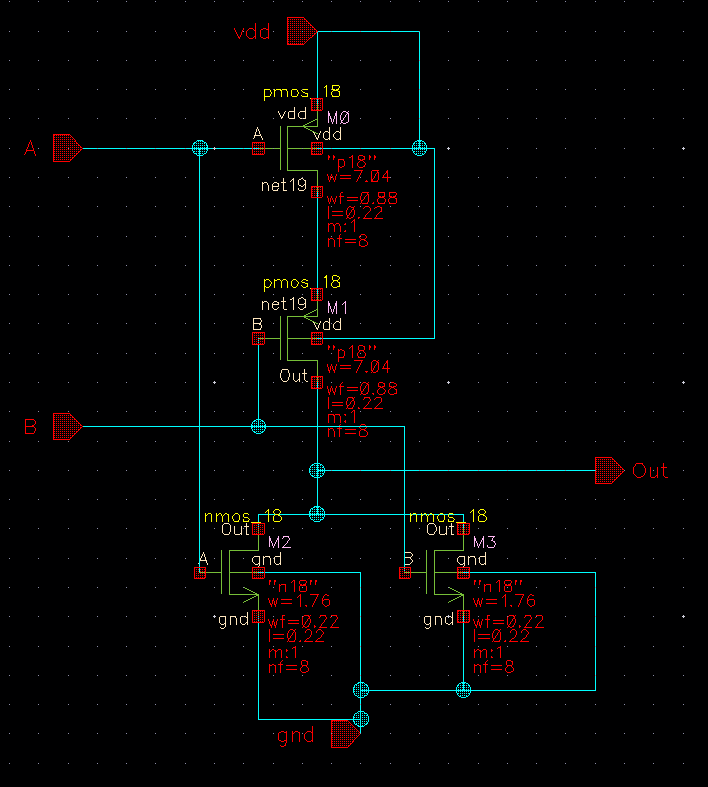 vdd
pmos_18
vdd
M0
A
A
vdd
"p18"
w=7.04
net19
wf=0.88
l=0.22
m:1
nf=8
pmos_18
net19
M1
B
vdd
"p18"
w=7.04
Out
wf=0.88
l=0.22
m:1
nf=8
B
Out
nmos_18
Out
M2
A
gnd
"n18"
w=1.76
gnd
wf=0.22
l=0.22
m:1
nf=8
nmos_18
Out
M3
B
gnd
"n18"
w=1.76
gnd
wf=0.22
l=0.22
m:1
nf=8
gnd